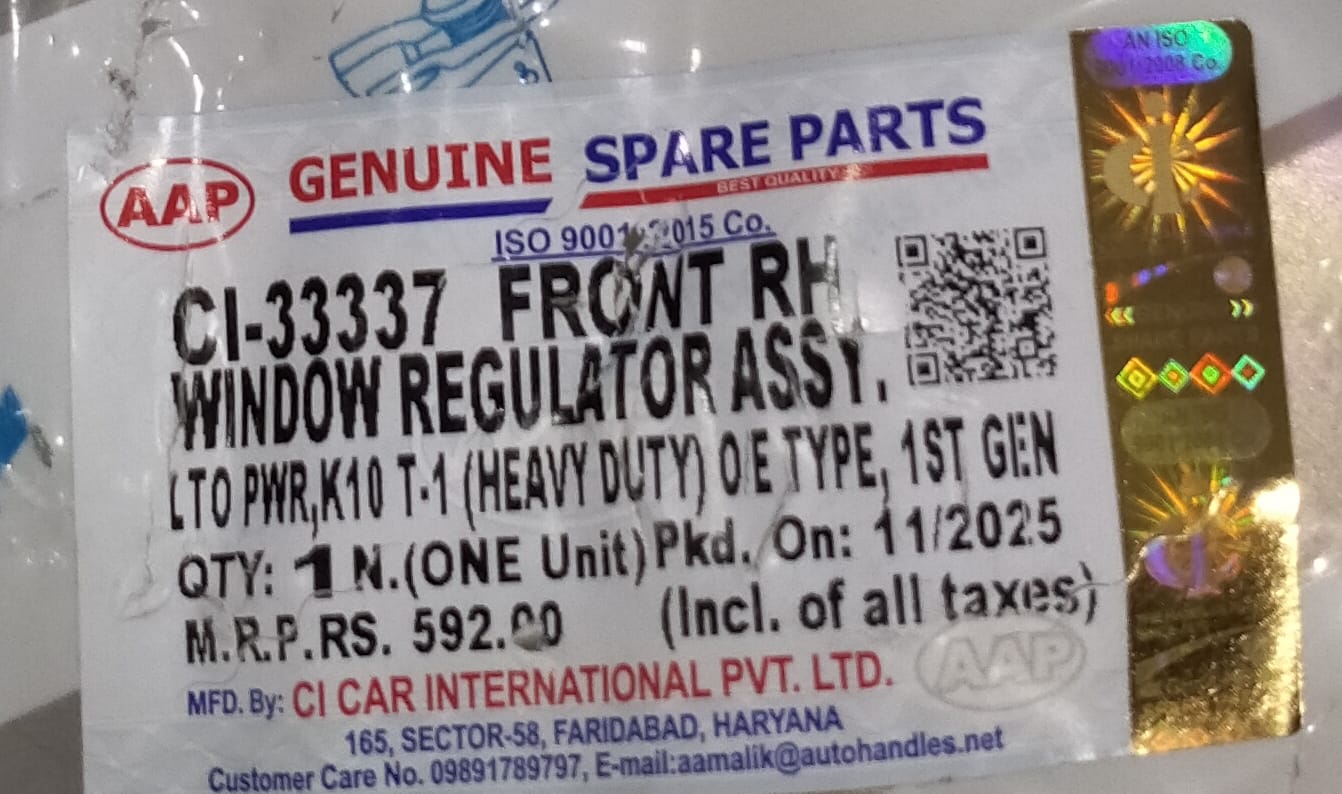 AAP GENUINE SPARE PARTS
BEST QUALITY
ISO 9001:2015 Co.
CI-33337 FRONT RH
WINDOW REGULATOR ASSY.
LTO PWR,K10 T-1 (HEAVY DUTY) O E TYPE, 1ST GEN
QTY: 1 N.(ONE Unit) Pkd. On: 11/2025
M.R.P.RS. 592.00 (Incl. of all taxes)
AAP
MFD. By: CI CAR INTERNATIONAL PVT. LTD.
165, SECTOR-58, FARIDABAD, HARYANA
Customer Care No. 09891789797, E-mail:aamalik@autohandles.net
AN ISO
9001:2008 Co.